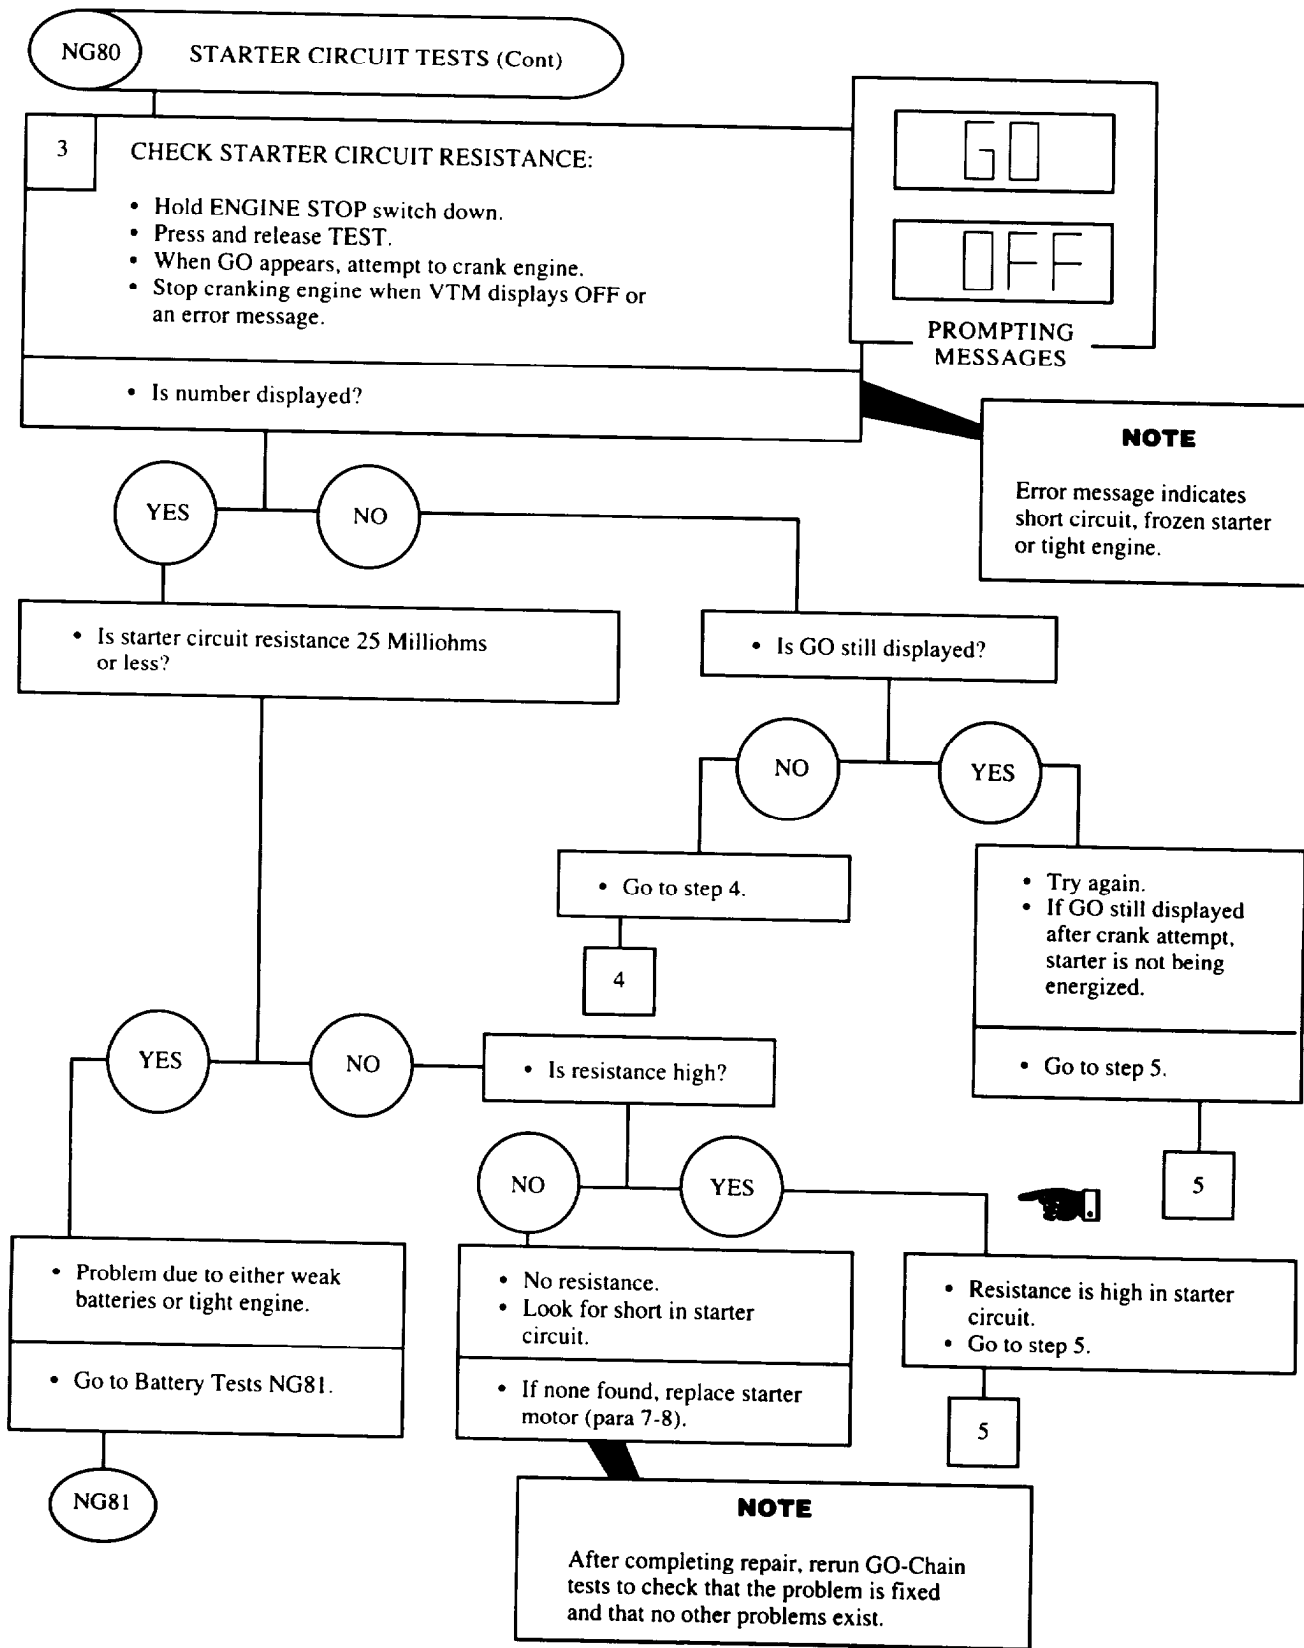 NG80
STARTER CIRCUIT TESTS (Cont)
3
CHECK STARTER CIRCUIT RESISTANCE:
• Hold ENGINE STOP switch down.
• Press and release TEST.
• When GO appears, attempt to crank engine.
• Stop cranking engine when VTM displays OFF or
an error message.
• Is number displayed?
GO
OFF
PROMPTING
MESSAGES
NOTE
Error message indicates
short circuit, frozen starter
or tight engine.
YES
NO
• Is starter circuit resistance 25 Milliohms
or less?
• Is GO still displayed?
NO
YES
• Go to step 4.
4
• Try again.
• If GO still displayed
after crank attempt,
starter is not being
energized.
• Go to step 5.
5
YES
NO
• Is resistance high?
NO
YES
• Problem due to either weak
batteries or tight engine.
• Go to Battery Tests NG81.
NG81
• No resistance.
• Look for short in starter
circuit.
• If none found, replace starter
motor (para 7-8).
• Resistance is high in starter
circuit.
• Go to step 5.
5
NOTE
After completing repair, rerun GO-Chain
tests to check that the problem is fixed
and that no other problems exist.